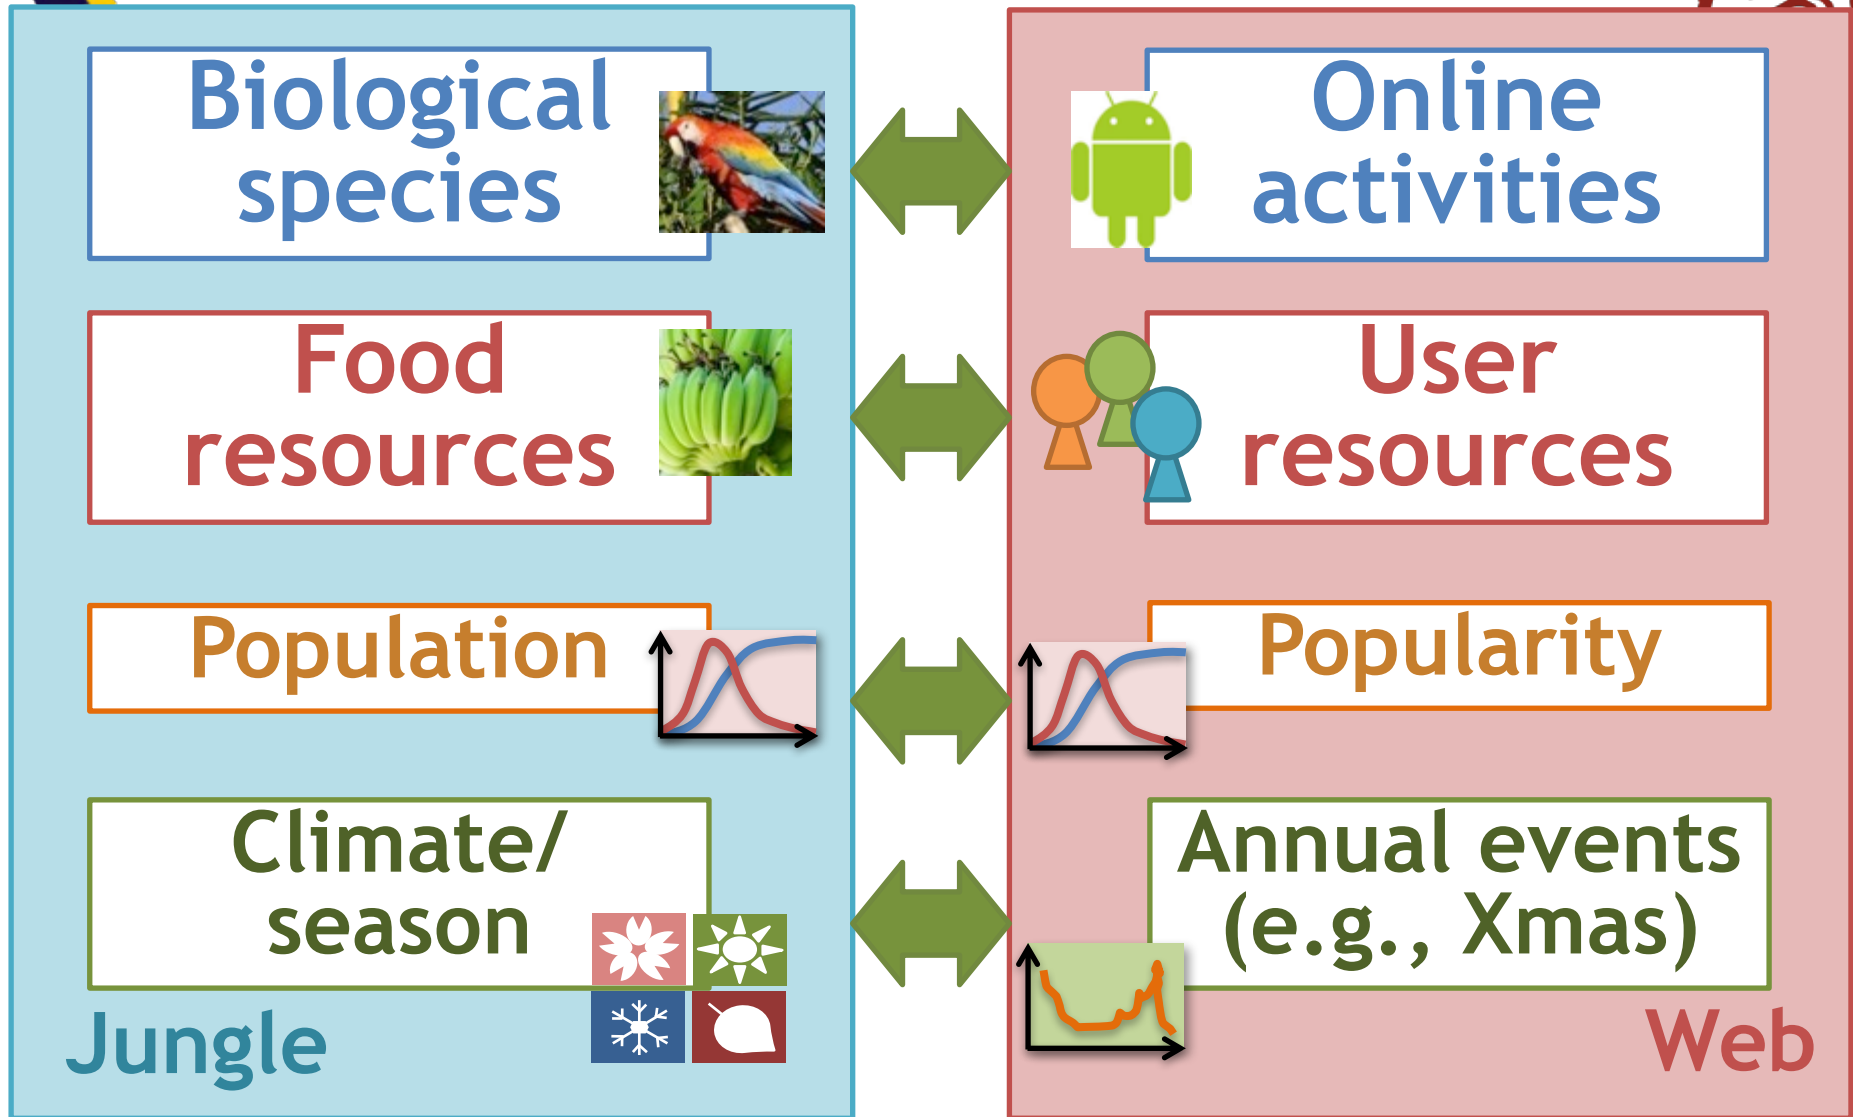 Biological
species
Online
activities
Food
resources
User
resources
Population
Popularity
Climate/
season
Annual events
(e.g., Xmas)
Jungle
Web